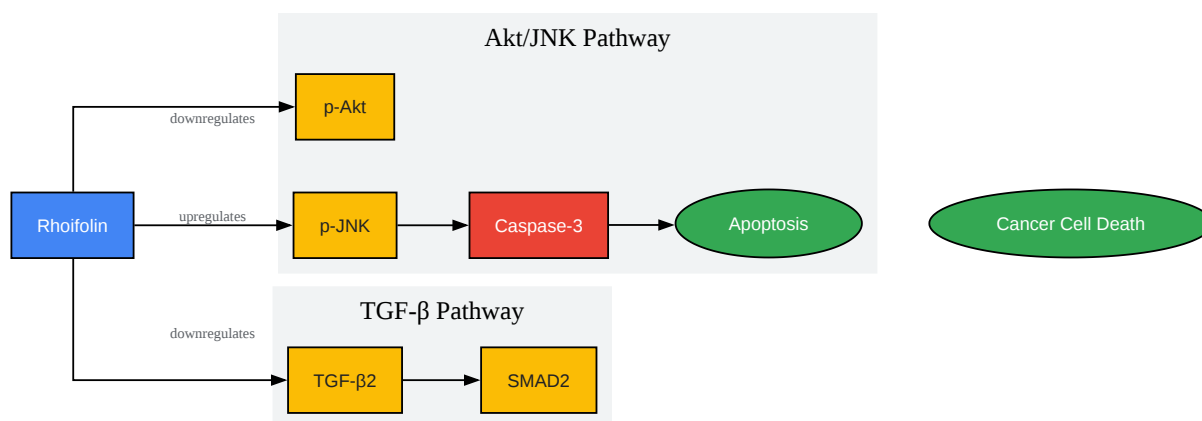 Akt/JNK Pathway
p-Akt
downregulates
Rhoifolin
upregulates
p-JNK
Caspase-3
Apoptosis
Cancer Cell Death
TGF-β Pathway
downregulates
TGF-β2
SMAD2